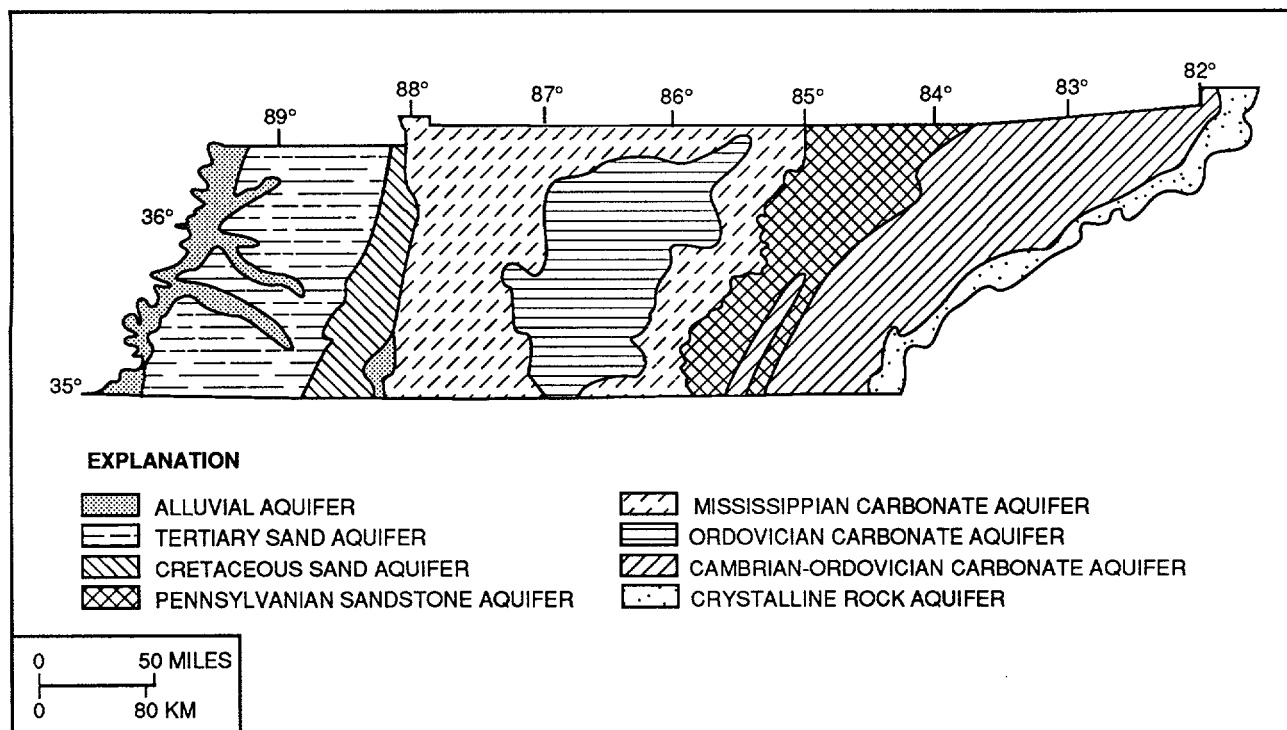 82°
88°
87°
86°
85°
84°
83°
89°
36°
35°
EXPLANATION
ALLUVIAL AQUIFER
TERTIARY SAND AQUIFER
CRETACEOUS SAND AQUIFER
PENNSYLVANIAN SANDSTONE AQUIFER
MISSISSIPPIAN CARBONATE AQUIFER
ORDOVICIAN CARBONATE AQUIFER
CAMBRIAN-ORDOVICIAN CARBONATE AQUIFER
CRYSTALLINE ROCK AQUIFER
0 50 MILES
0 80 KM